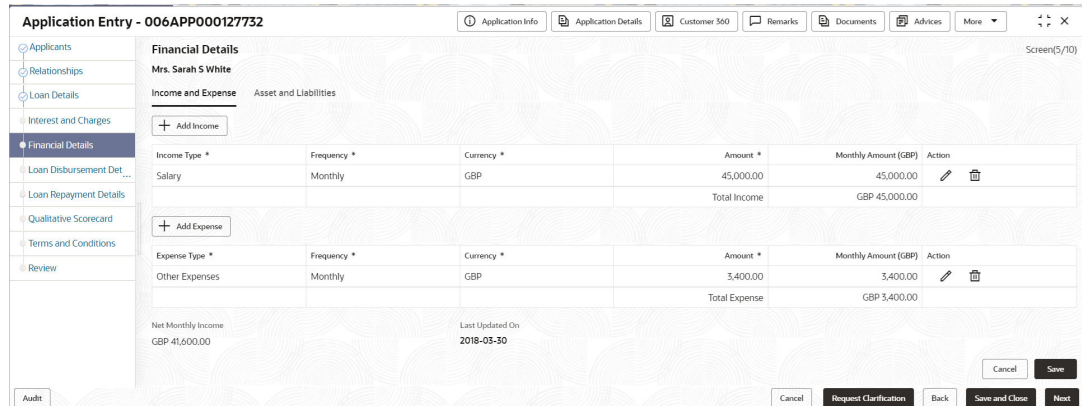 Application Entry - 006APP000127732
Application Info
Application Details
Customer 360
Remarks
Documents
Advices
More
Applicants
Relationships
Loan Details
Interest and Charges
Financial Details
Loan Disbursement Det...
Loan Repayment Details
Qualitative Scorecard
Terms and Conditions
Review
Financial Details
Screen(5/10)
Mrs. Sarah S White
Income and Expense Asset and Liabilities
+ Add Income
Income Type * Frequency * Currency * Amount * Monthly Amount (GBP) Action
Salary Monthly GBP 45,000.00 45,000.00
Total Income GBP 45,000.00
+ Add Expense
Expense Type * Frequency * Currency * Amount * Monthly Amount (GBP) Action
Other Expenses Monthly GBP 3,400.00 3,400.00
Total Expense GBP 3,400.00
Net Monthly Income Last Updated On
GBP 41,600.00 2018-03-30
Cancel Save
Audit Cancel Request Clarification Back Save and Close Next